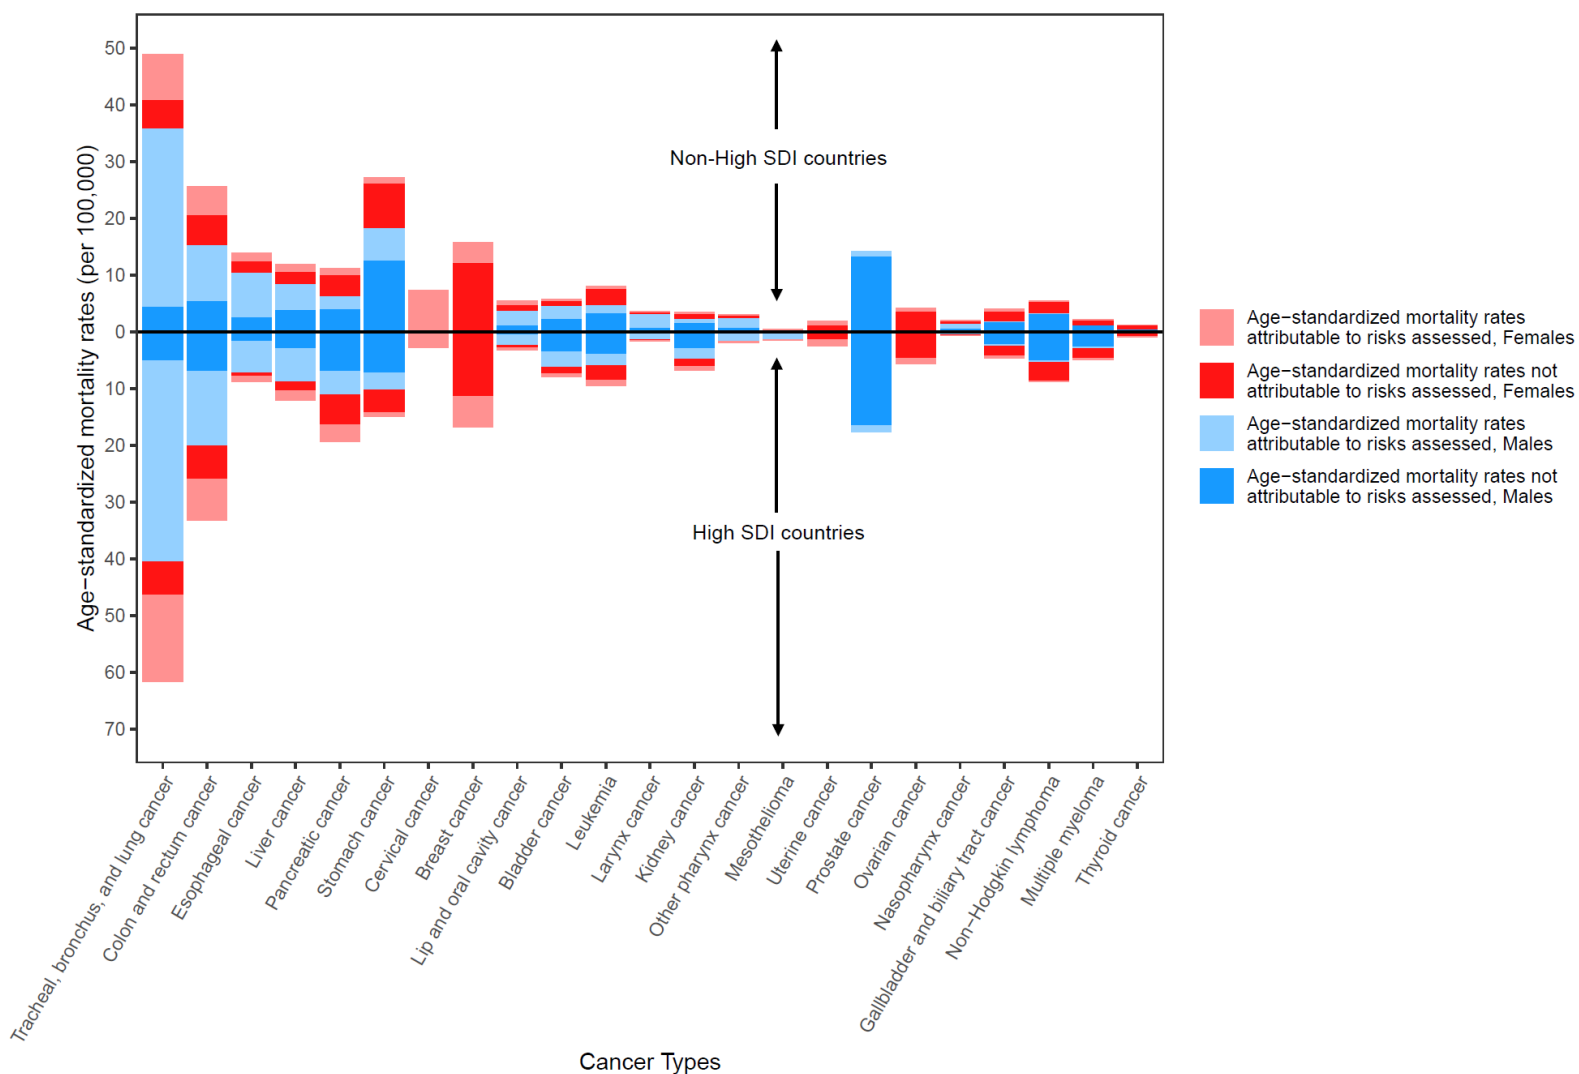 Age−standardized mortality rates (per 100,000)
50
40
30
20
10
0
10
20
30
40
50
60
70
Non-High SDI countries
High SDI countries
Age−standardized mortality rates
attributable to risks assessed, Females
Age−standardized mortality rates not
attributable to risks assessed, Females
Age−standardized mortality rates
attributable to risks assessed, Males
Age−standardized mortality rates not
attributable to risks assessed, Males
Tracheal, bronchus, and lung cancer
Colon and rectum cancer
Esophageal cancer
Liver cancer
Pancreatic cancer
Stomach cancer
Cervical cancer
Breast cancer
Lip and oral cavity cancer
Bladder cancer
Leukemia
Larynx cancer
Kidney cancer
Other pharynx cancer
Mesothelioma
Uterine cancer
Prostate cancer
Ovarian cancer
Nasopharynx cancer
Gallbladder and biliary tract cancer
Non−Hodgkin lymphoma
Multiple myeloma
Thyroid cancer
Cancer Types